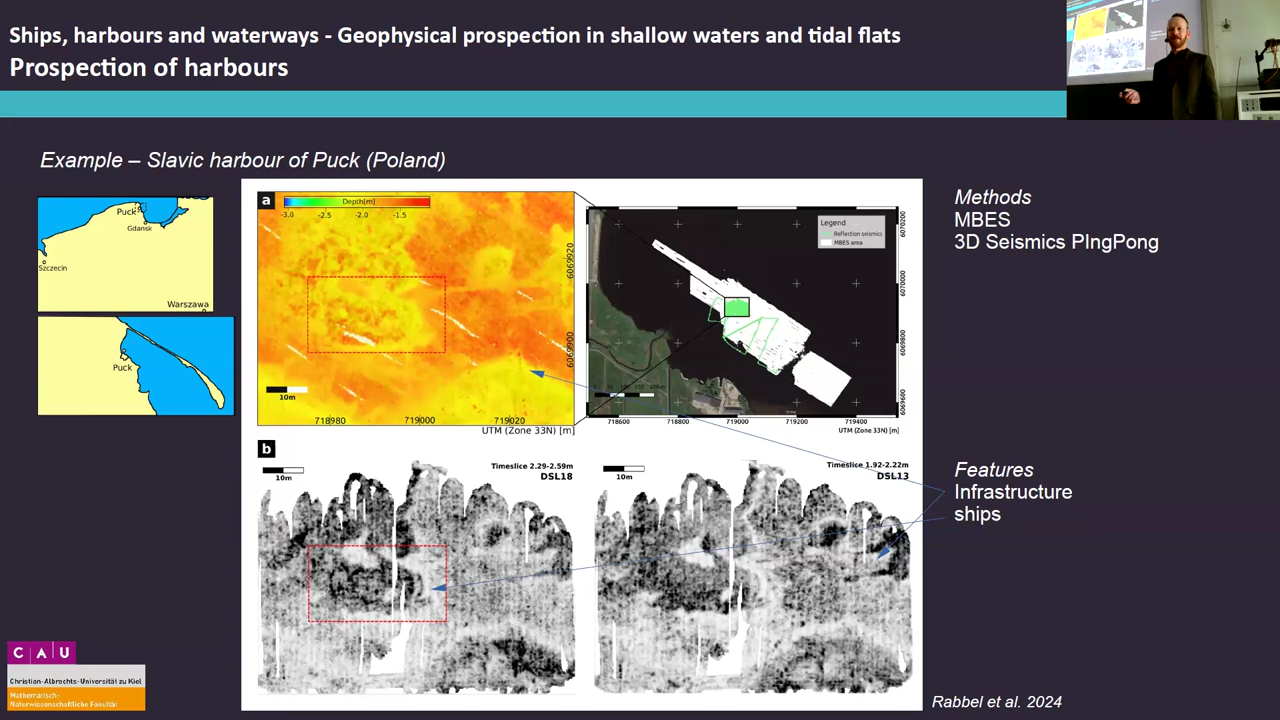 Ships, harbours and waterways - Geophysical prospection in shallow waters and tidal flats
Prospection of harbours
Example – Slavic harbour of Puck (Poland)
Puck
Gdansk
Szczecin
Warszawa
Puck
a
Depth[m]
-3.0 -2.5 -2.0 -1.5
6069920
6069900
10m
718980 719000 719020
UTM (Zone 33N) [m]
Legend
Reflection seismics
MBES area
6070200
6070000
6069800
6069600
718600 718800 719000 719200 719400
UTM (Zone 33N) [m]
b
10m
Timeslice 2.29-2.59m
DSL18
10m
Timeslice 1.92-2.22m
DSL13
Methods
MBES
3D Seismics PIngPong
Features
Infrastructure
ships
CAU
Christian-Albrechts-Universität zu Kiel
Mathematisch-
Naturwissenschaftliche Fakultät
Rabbel et al. 2024